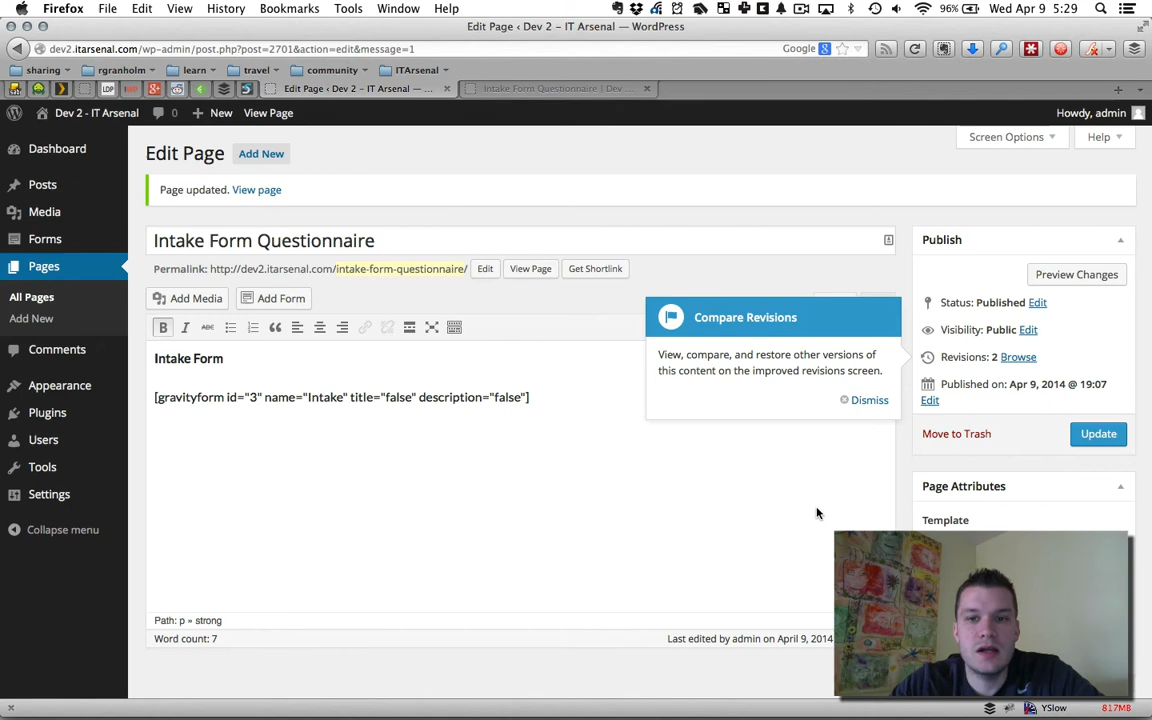 Firefox File Edit View History Bookmarks Tools Window Help 96% Wed Apr 9 5:29
Edit Page ‹ Dev 2 – IT Arsenal — WordPress
dev2.itarsenal.com/wp-admin/post.php?post=2701&action=edit&message=1 Google
sharing rgranholm learn travel community ITArsenal
LDP Edit Page ‹ Dev 2 – IT Arsenal — ... Intake Form Questionnaire | Dev ...
Dev 2 – IT Arsenal 0 New View Page Howdy, admin
Dashboard
Posts
Media
Forms
Pages
All Pages
Add New
Comments
Appearance
Plugins
Users
Tools
Settings
Collapse menu
Screen Options Help
Edit Page Add New
Page updated. View page
Intake Form Questionnaire
Permalink: http://dev2.itarsenal.com/intake-form-questionnaire/ Edit View Page Get Shortlink
Add Media Add Form
B I ABC
Intake Form
[gravityform id="3" name="Intake" title="false" description="false"]
Compare Revisions
View, compare, and restore other versions of
this content on the improved revisions screen.
Dismiss
Path: p » strong
Word count: 7 Last edited by admin on April 9, 2014
Publish
Preview Changes
Status: Published Edit
Visibility: Public Edit
Revisions: 2 Browse
Published on: Apr 9, 2014 @ 19:07
Edit
Move to Trash Update
Page Attributes
Template
YSlow 817MB